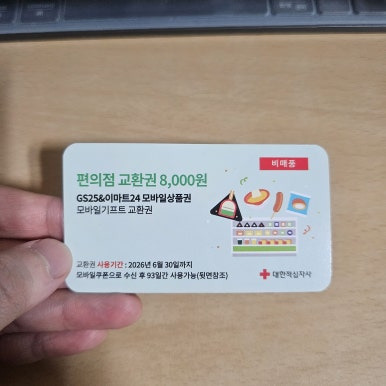 비매품
편의점 교환권 8,000원
GS25&이마트24 모바일상품권
모바일기프트 교환권
교환권 사용기간 : 2026년 6월 30일까지
모바일쿠폰으로 수신 후 93일간 사용가능(뒷면참조)
대한적십자사